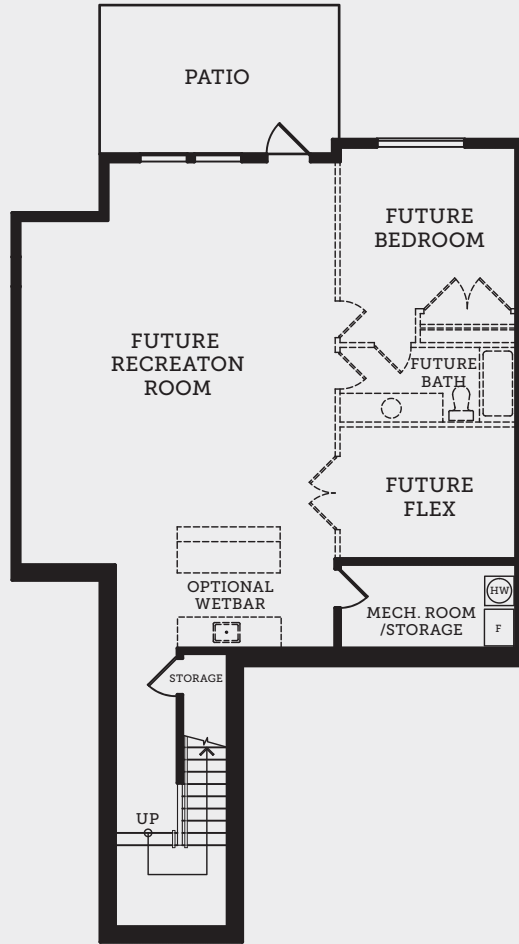 PATIO
FUTURE
BEDROOM
FUTURE
RECREATON
ROOM
FUTURE
BATH
FUTURE
FLEX
OPTIONAL
WETBAR
MECH. ROOM
/STORAGE
HW
F
STORAGE
UP